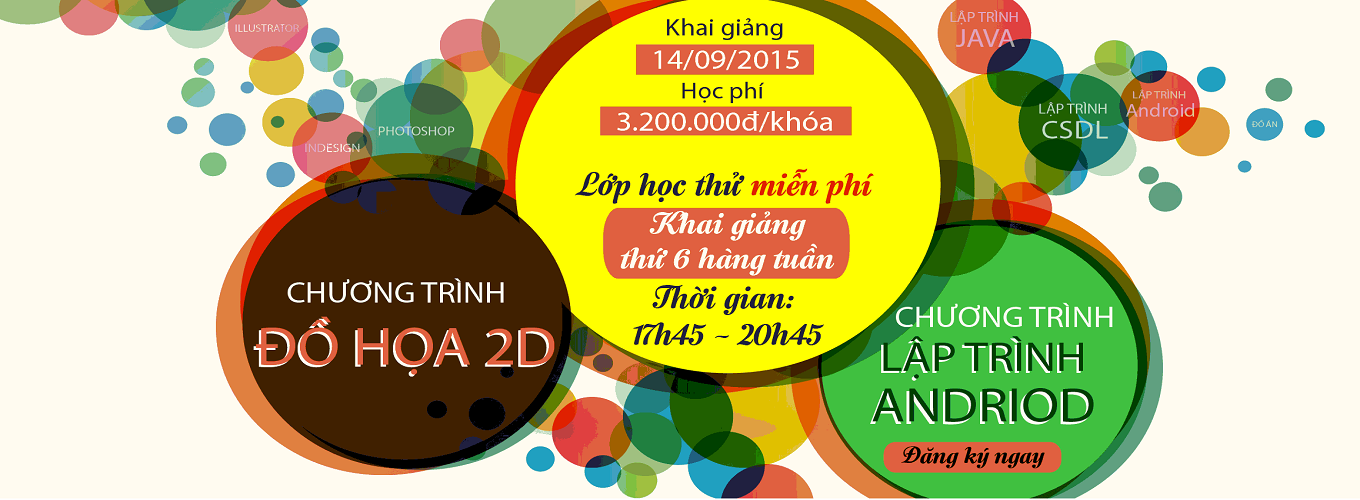 ILLUSTRATOR
PHOTOSHOP
INDESIGN
CHƯƠNG TRÌNH
ĐỒ HỌA 2D
Khai giảng
14/09/2015
Học phí
3.200.000đ/khóa
Lớp học thử miễn phí
Khai giảng
thứ 6 hàng tuần
Thời gian:
17h45 ~ 20h45
LẬP TRÌNH
JAVA
LẬP TRÌNH
CSDL
LẬP TRÌNH
Android
ĐỒ ÁN
CHƯƠNG TRÌNH
LẬP TRÌNH
ANDRIOD
Đăng ký ngay